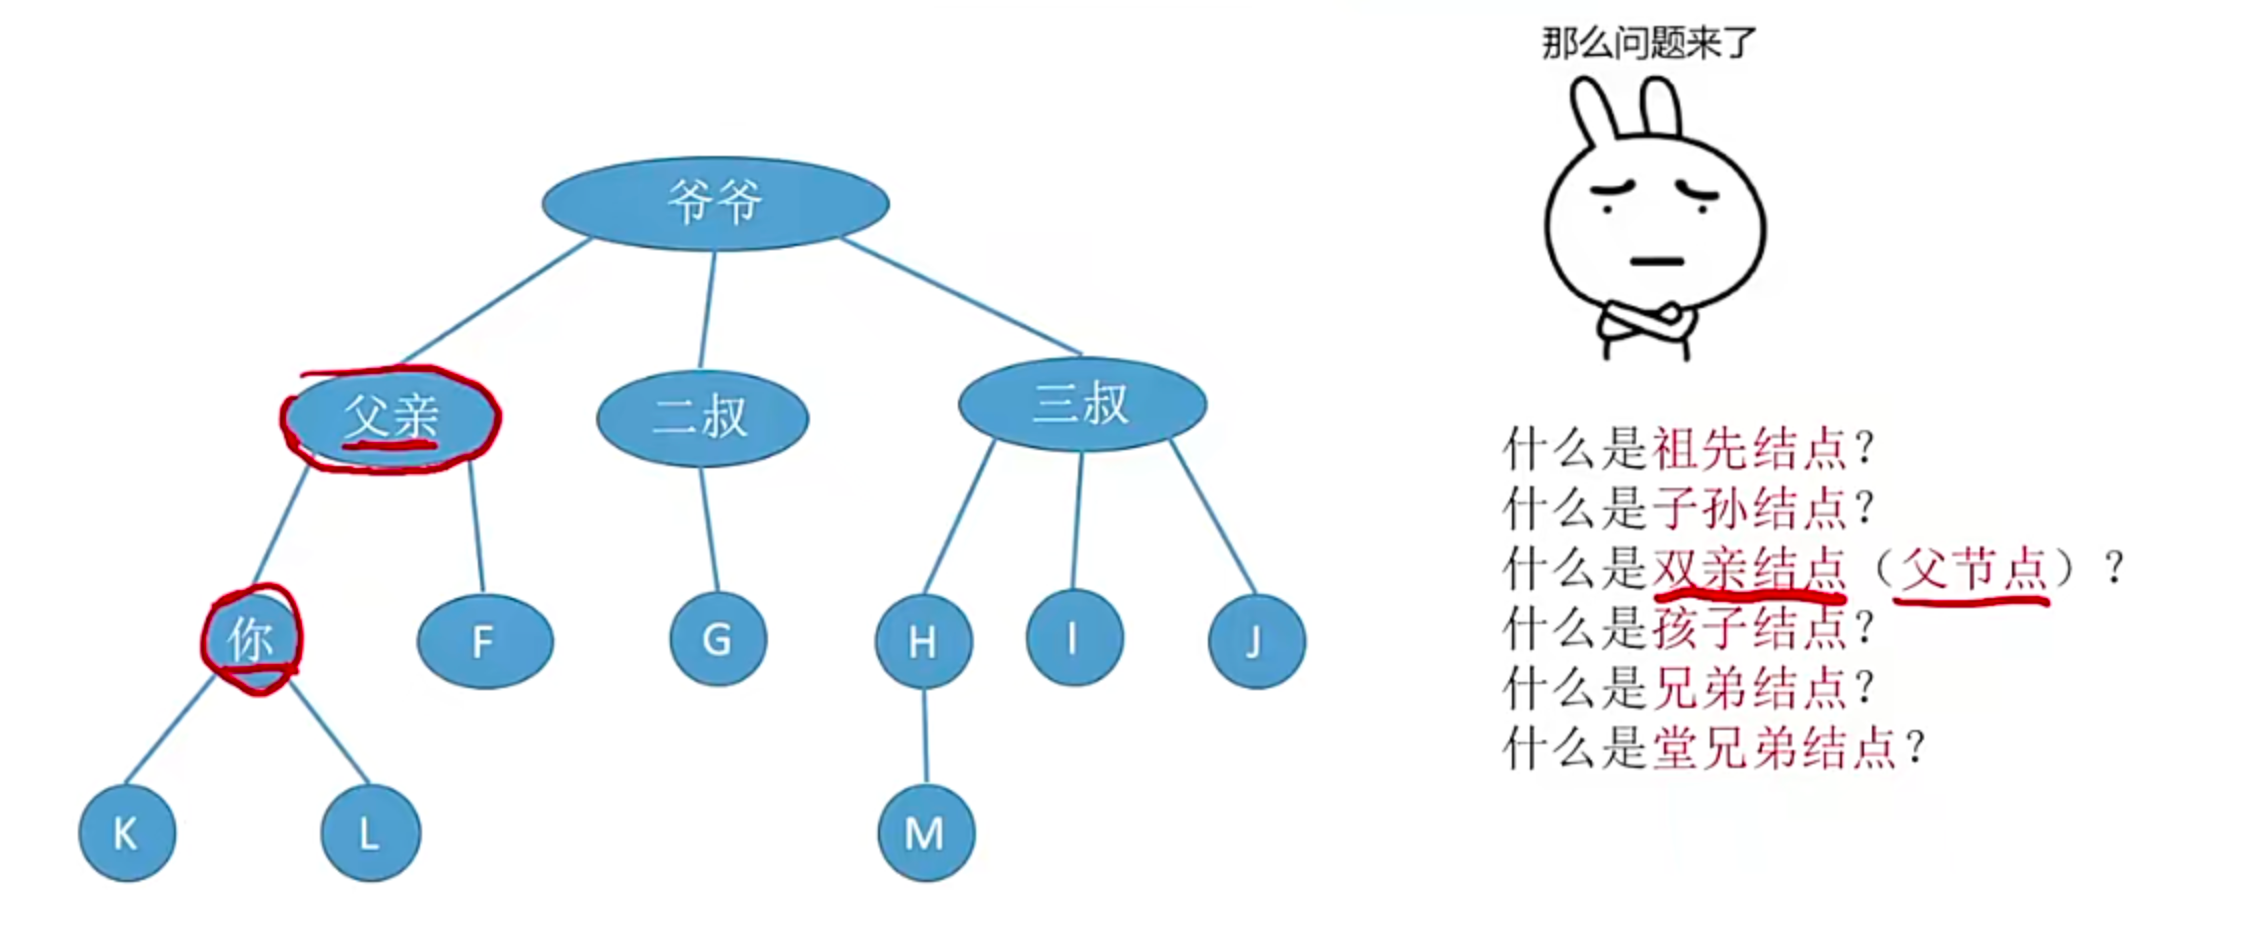 那么问题来了
爷爷
父亲
二叔
三叔
你
F
G
H
I
J
K
L
M
什么是祖先结点？
什么是子孙结点？
什么是双亲结点（父节点）？
什么是孩子结点？
什么是兄弟结点？
什么是堂兄弟结点？